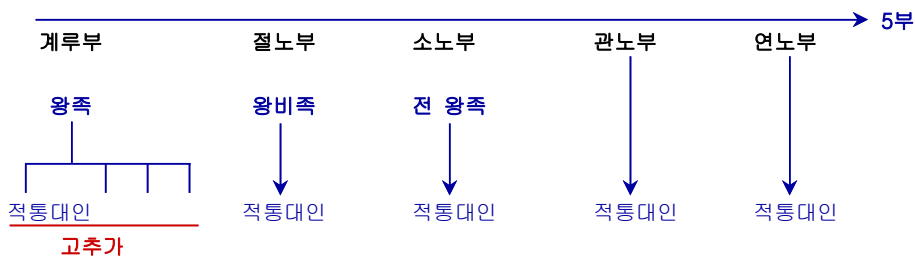 5부
계루부 절노부 소노부 관노부 연노부
왕족 왕비족 전 왕족
적통대인 적통대인 적통대인 적통대인 적통대인
고추가